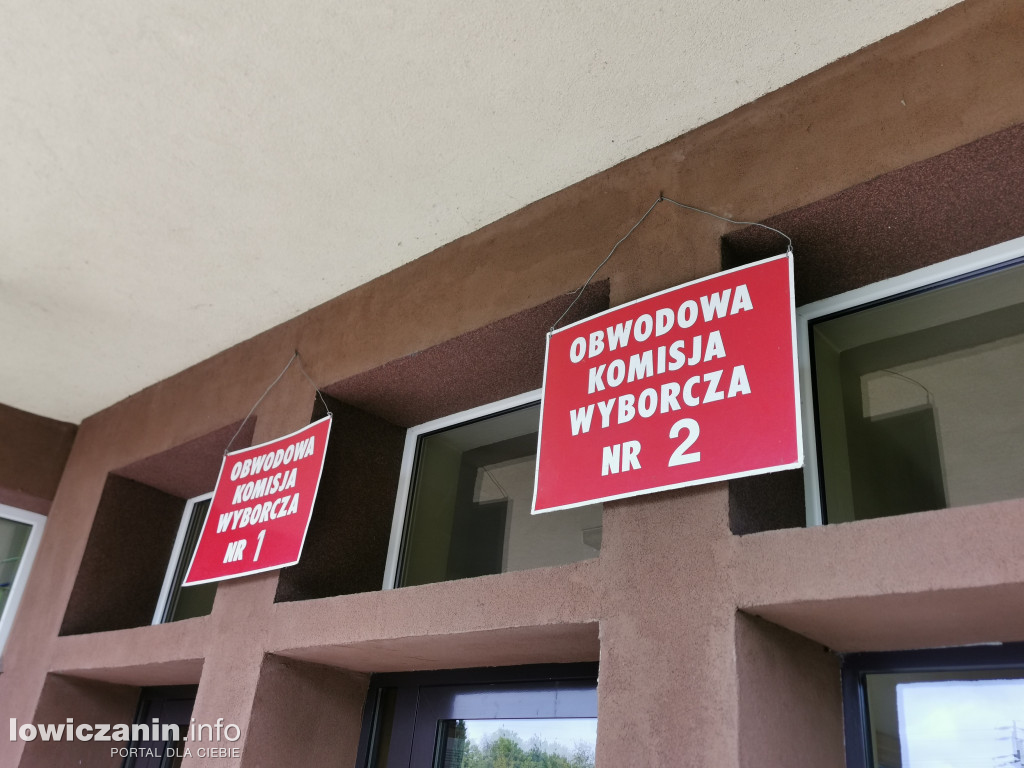 OBWODOWA
KOMISJA
WYBORCZA
NR 1
OBWODOWA
KOMISJA
WYBORCZA
NR 2
lowiczanin.info
PORTAL DLA CIEBIE